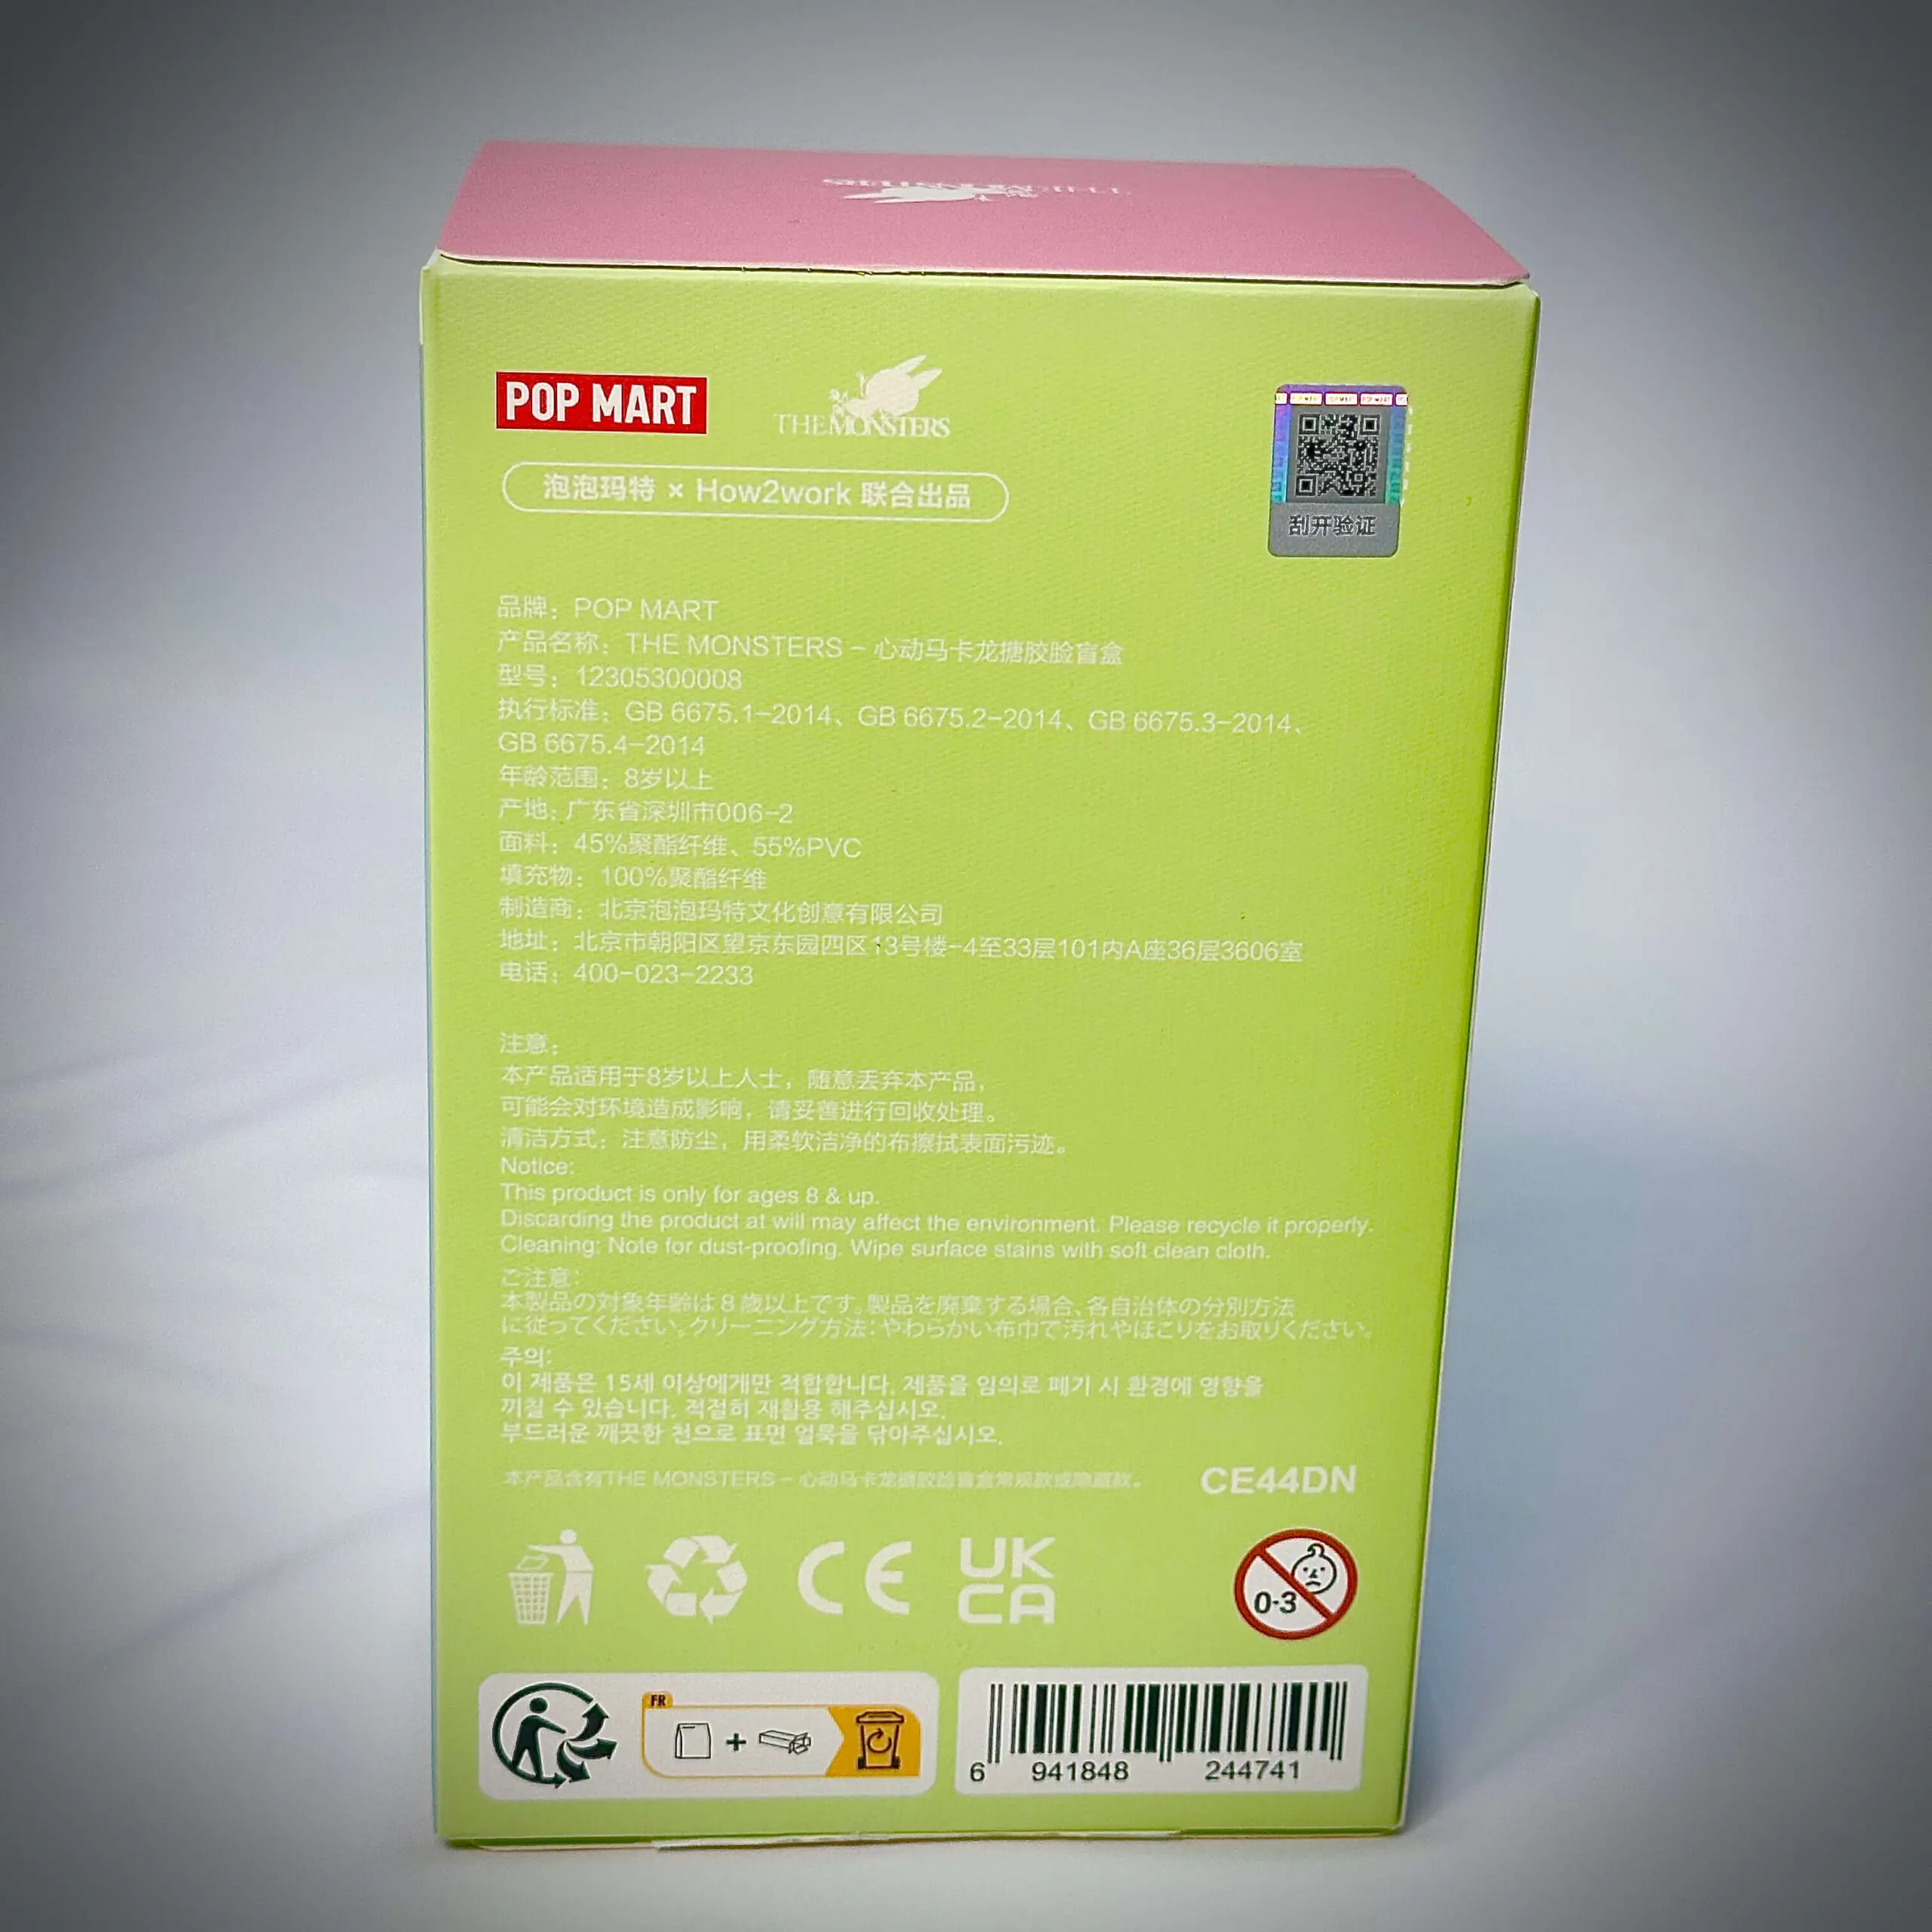 THE MONSTERS
POP MART
THE MONSTERS
泡泡玛特 × How2work 联合出品
POP MART POP MART POP MART
刮开验证
品牌：POP MART
产品名称：THE MONSTERS – 心动马卡龙搪胶脸盲盒
型号：12305300008
执行标准：GB 6675.1-2014、GB 6675.2-2014、GB 6675.3-2014、
GB 6675.4-2014
年龄范围：8岁以上
产地：广东省深圳市006-2
面料：45%聚酯纤维、55%PVC
填充物：100%聚酯纤维
制造商：北京泡泡玛特文化创意有限公司
地址：北京市朝阳区望京东园四区13号楼-4至33层101内A座36层3606室
电话：400-023-2233
注意：
本产品适用于8岁以上人士，随意丢弃本产品，
可能会对环境造成影响，请妥善进行回收处理。
清洁方式：注意防尘，用柔软洁净的布擦拭表面污迹。
Notice:
This product is only for ages 8 & up.
Discarding the product at will may affect the environment. Please recycle it properly.
Cleaning: Note for dust-proofing. Wipe surface stains with soft clean cloth.
ご注意：
本製品の対象年齢は8歳以上です。製品を廃棄する場合、各自治体の分別方法
に従ってください。クリーニング方法：やわらかい布巾で汚れやほこりをお取りください。
주의:
이 제품은 15세 이상에게만 적합합니다. 제품을 임의로 폐기 시 환경에 영향을
끼칠 수 있습니다. 적절히 재활용 해주십시오.
부드러운 깨끗한 천으로 표면 얼룩을 닦아주십시오.
本产品含有THE MONSTERS – 心动马卡龙搪胶脸盲盒常规款或隐藏款。
CE44DN
CE
UK
CA
0-3
FR
6 941848 244741